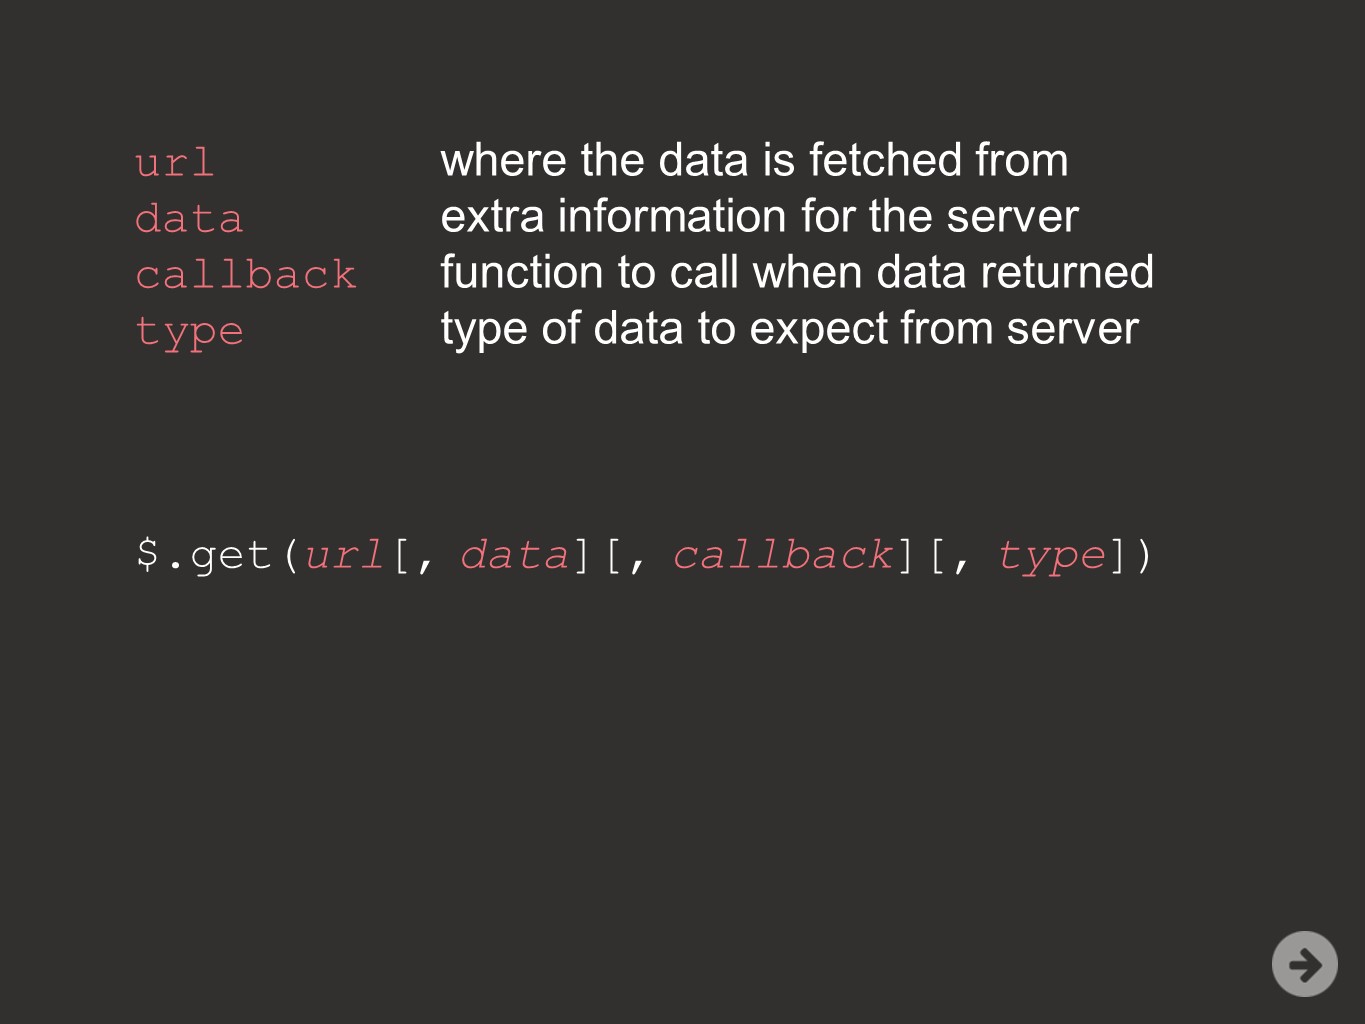 url where the data is fetched from
data extra information for the server
callback function to call when data returned
type type of data to expect from server
$.get(url[, data][, callback][, type])